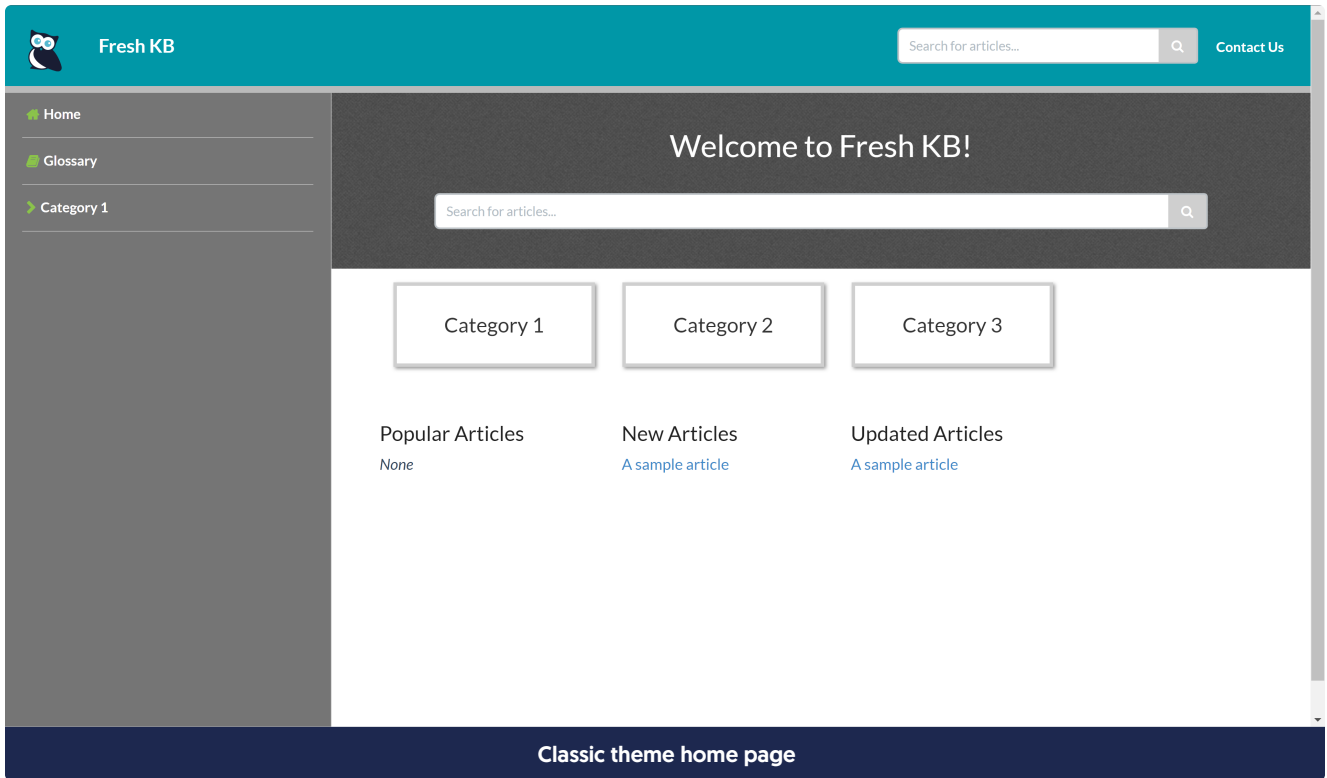 Fresh KB
Search for articles...
Contact Us
Home
Glossary
Category 1
Welcome to Fresh KB!
Search for articles...
Category 1
Category 2
Category 3
Popular Articles
None
New Articles
A sample article
Updated Articles
A sample article
Classic theme home page